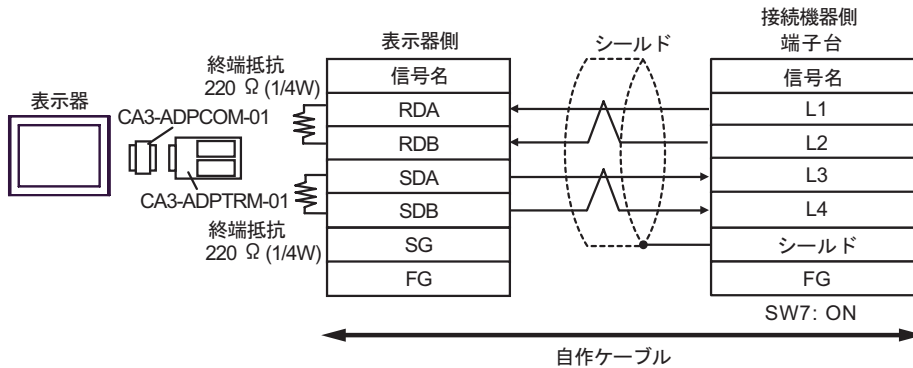 接続機器側
表示器側
シールド
端子台
終端抵抗
220 Ω (1/4W)
信号名
信号名
表示器
CA3-ADPCOM-01
RDA
L1
RDB
L2
SDA
L3
CA3-ADPTRM-01
SDB
L4
終端抵抗
220 Ω (1/4W)
SG
シールド
FG
FG
SW7: ON
自作ケーブル